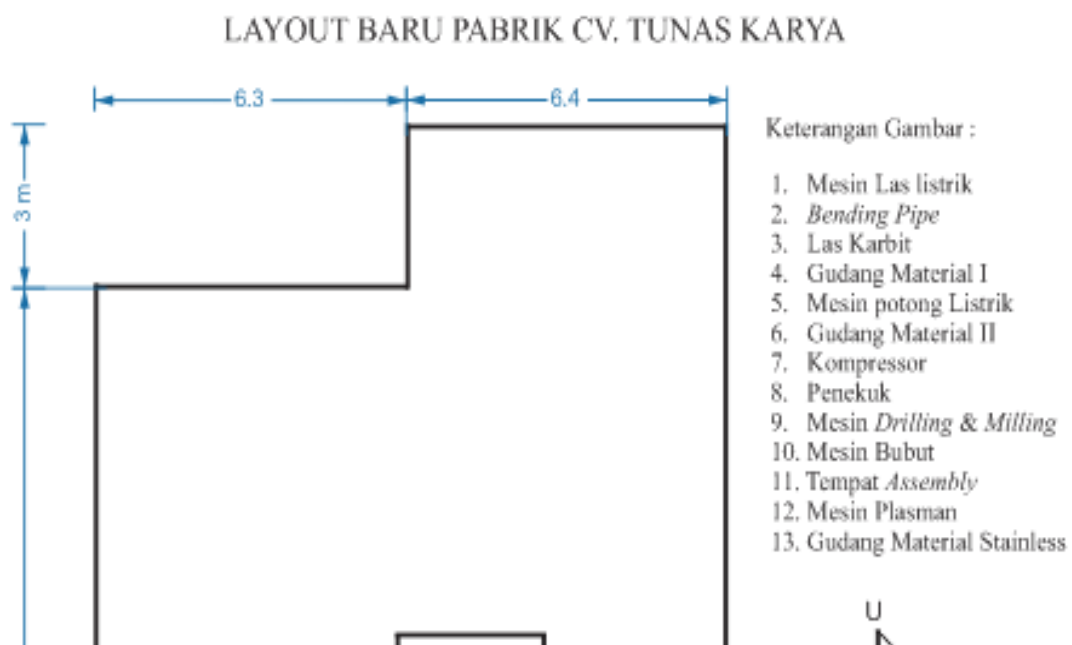 LAYOUT BARU PABRIK CV. TUNAS KARYA
6.3
6.4
3 m
Keterangan Gambar :
1. Mesin Las listrik
2. Bending Pipe
3. Las Karbit
4. Gudang Material I
5. Mesin potong Listrik
6. Gudang Material II
7. Kompressor
8. Penekuk
9. Mesin Drilling & Milling
10. Mesin Bubut
11. Tempat Assembly
12. Mesin Plasman
13. Gudang Material Stainless
U